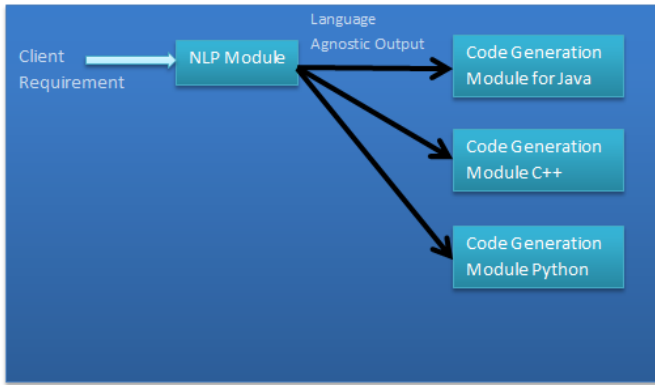 Client
Requirement
NLP Module
Language
Agnostic Output
Code Generation
Module for Java
Code Generation
Module C++
Code Generation
Module Python